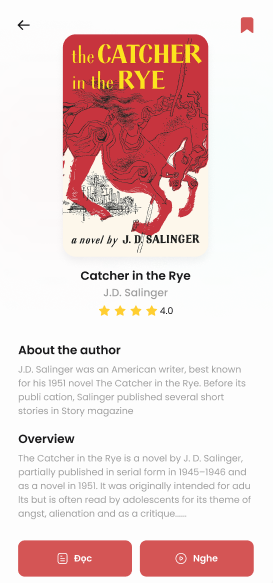 the CATCHER
in the RYE
a novel by J. D. SALINGER
Catcher in the Rye
J.D. Salinger
4.0
About the author
J.D. Salinger was an American writer, best known
for his 1951 novel The Catcher in the Rye. Before its
publi cation, Salinger published several short
stories in Story magazine
Overview
The Catcher in the Rye is a novel by J. D. Salinger,
partially published in serial form in 1945–1946 and
as a novel in 1951. It was originally intended for adu
lts but is often read by adolescents for its theme of
angst, alienation and as a critique......
Đọc
Nghe